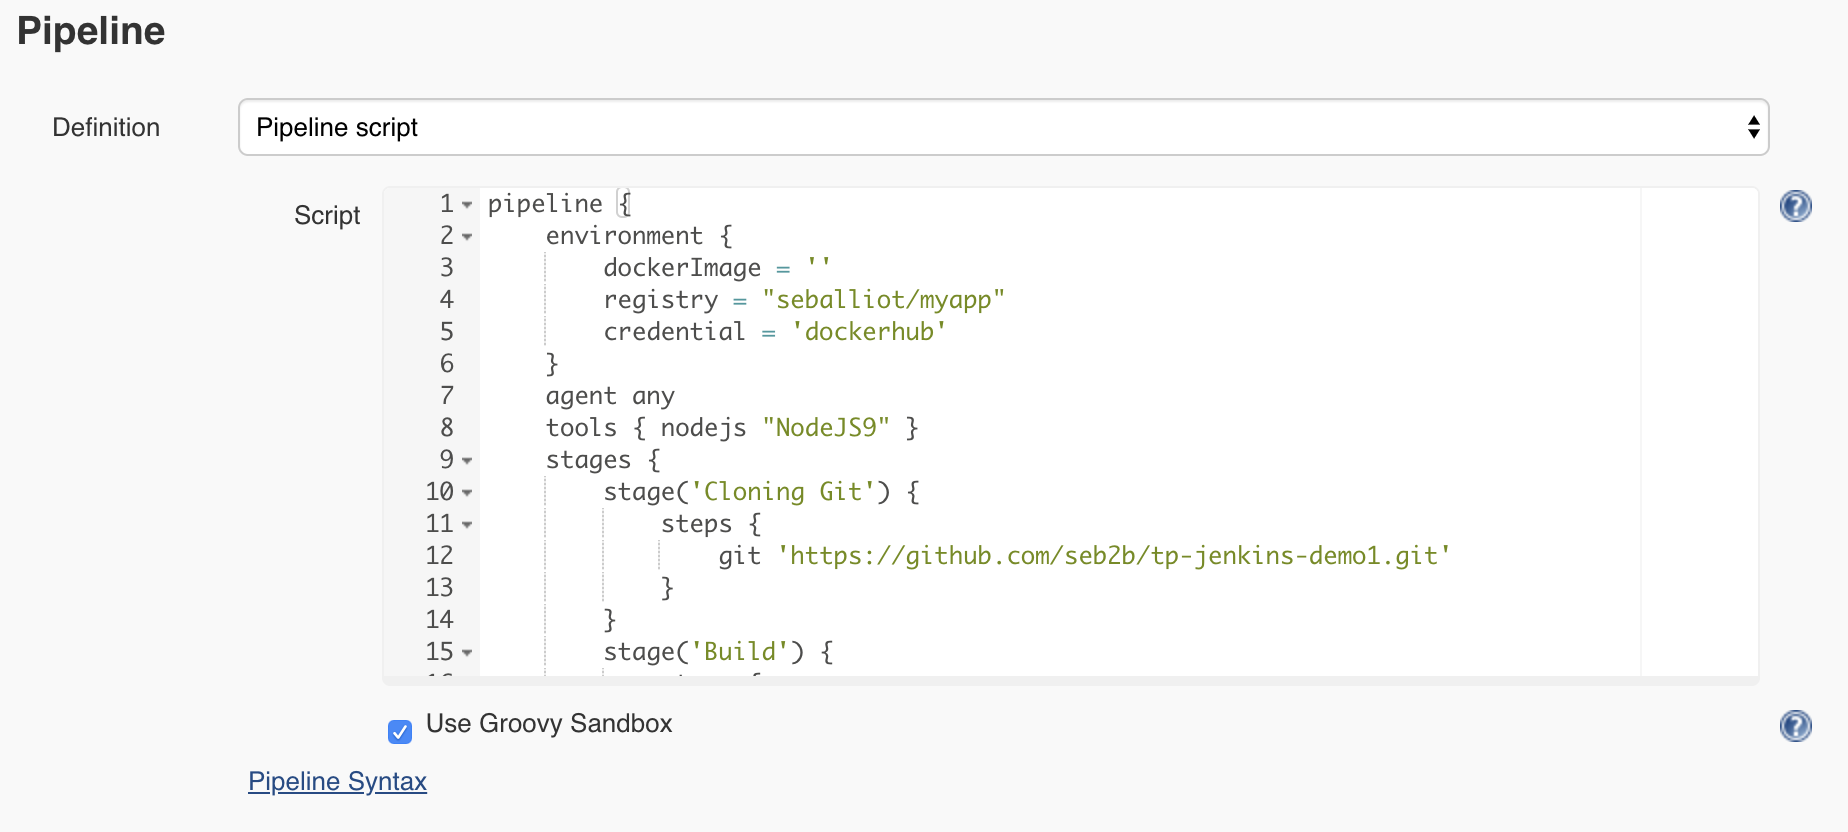 Pipeline
Definition
Pipeline script
Script
1 pipeline {
2     environment {
3         dockerImage = ''
4         registry = "seballiot/myapp"
5         credential = 'dockerhub'
6     }
7     agent any
8     tools { nodejs "NodeJS9" }
9     stages {
10         stage('Cloning Git') {
11             steps {
12                 git 'https://github.com/seb2b/tp-jenkins-demo1.git'
13             }
14         }
15         stage('Build') {
Use Groovy Sandbox
Pipeline Syntax